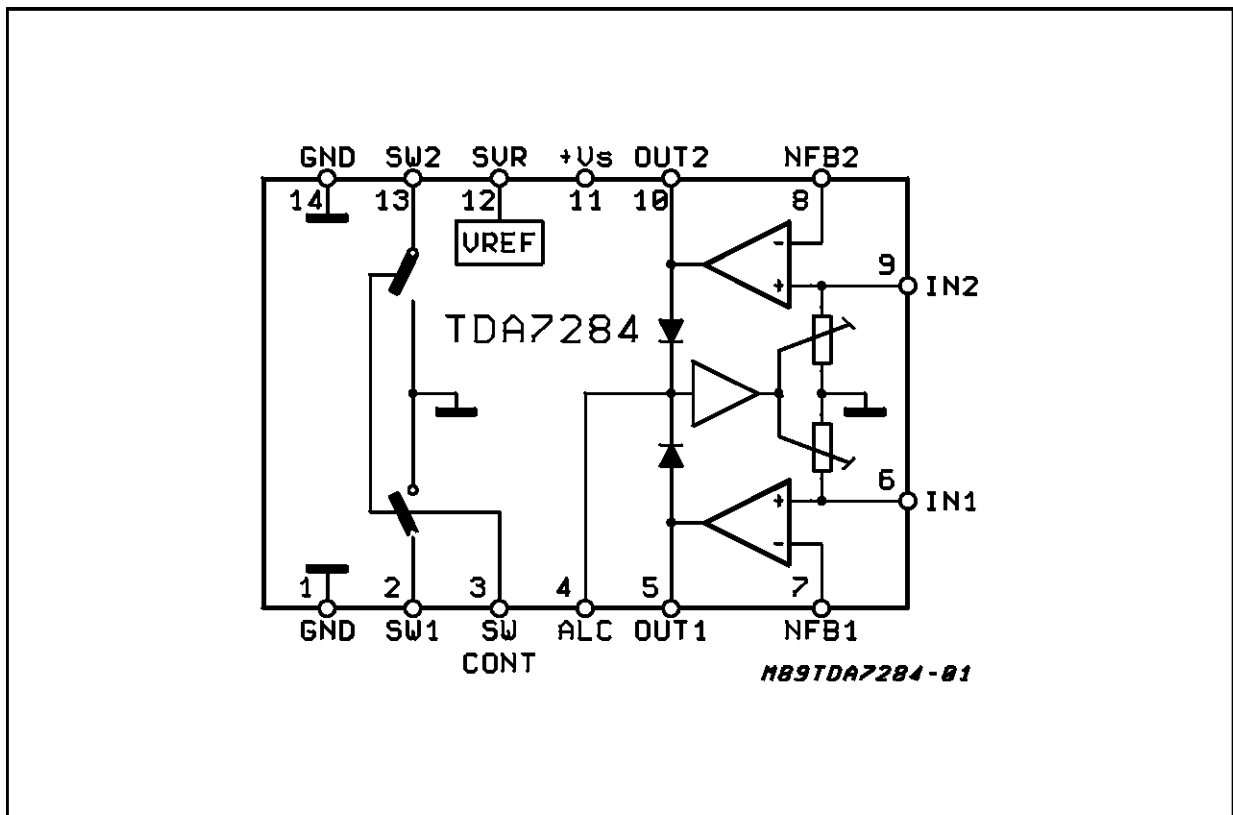 GND SW2 SVR +Vs OUT2 NFB2
14 13 12 11 10 8
VREF
9 IN2
TDA7284
6 IN1
1 2 3 4 5 7
GND SW1 SW ALC OUT1 NFB1
CONT
M89TDA7284-01